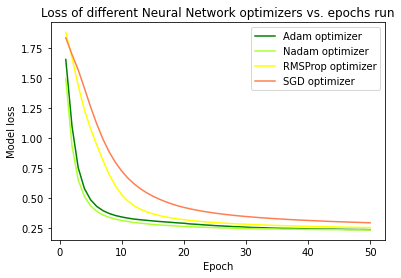 Loss of different Neural Network optimizers vs. epochs run
Adam optimizer
Nadam optimizer
RMSProp optimizer
SGD optimizer
Model loss
1.75
1.50
1.25
1.00
0.75
0.50
0.25
0 10 20 30 40 50
Epoch